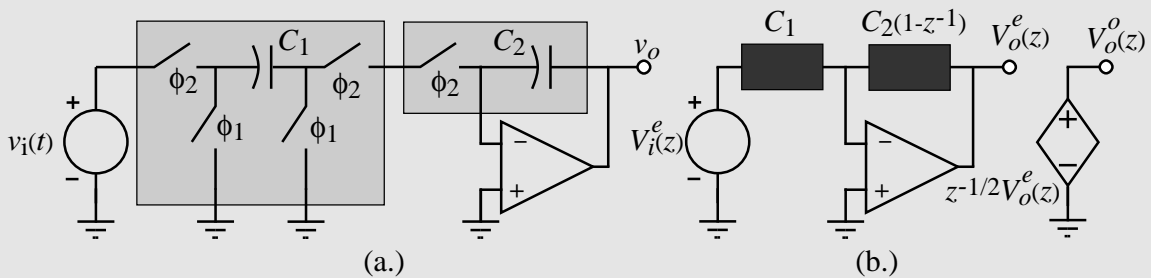 C1
C2
vo
C1
C2(1-z-1)
Voe(z)
Voo(z)
ϕ2
ϕ2
ϕ2
+
vi(t)
−
ϕ1
ϕ1
−
+
+
Vie(z)
−
−
+
z-1/2Voe(z)
+
−
(a.)
(b.)